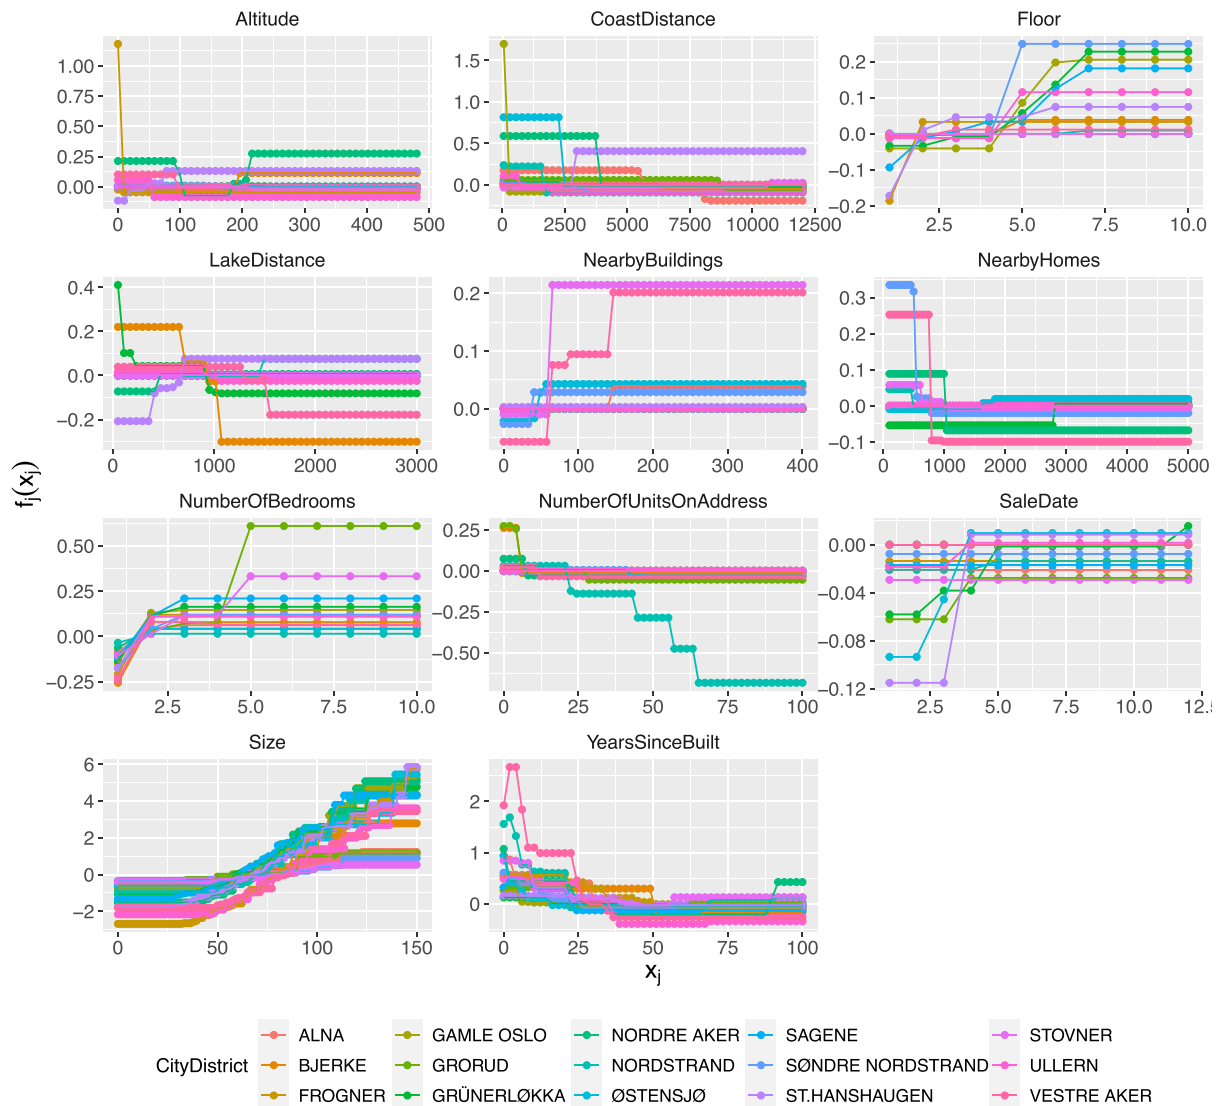 Altitude CoastDistance Floor
1.00
0.75
0.50
0.25
0.00
0 100 200 300 400 500
1.5
1.0
0.5
0.0
0 2500 5000 7500 10000 12500
0.2
0.1
0.0
−0.1
−0.2
2.5 5.0 7.5 10.0
LakeDistance NearbyBuildings NearbyHomes
0.4
0.2
0.0
−0.2
0 1000 2000 3000
0.2
0.1
0.0
0 100 200 300 400
0.3
0.2
0.1
0.0
−0.1
0 1000 2000 3000 4000 5000
fj(xj)
NumberOfBedrooms NumberOfUnitsOnAddress SaleDate
0.50
0.25
0.00
−0.25
2.5 5.0 7.5 10.0
0.25
0.00
−0.25
−0.50
0 25 50 75 100
0.00
−0.04
−0.08
−0.12
2.5 5.0 7.5 10.0 12.5
Size YearsSinceBuilt
6
4
2
0
−2
0 50 100 150
2
1
0
0 25 50 75 100
xj
CityDistrict
ALNA GAMLE OSLO NORDRE AKER SAGENE STOVNER
BJERKE GRORUD NORDSTRAND SØNDRE NORDSTRAND ULLERN
FROGNER GRÜNERLØKKA ØSTENSJØ ST.HANSHAUGEN VESTRE AKER